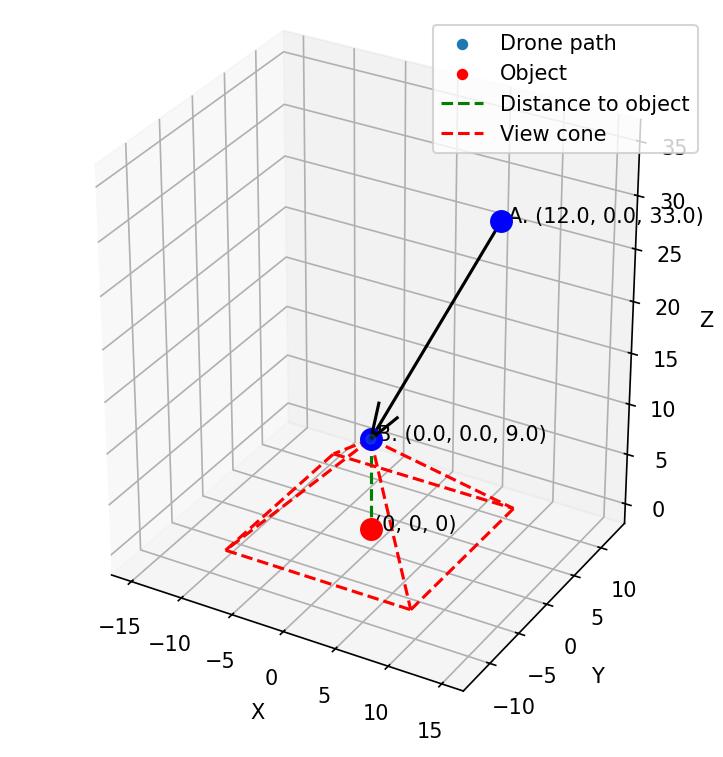 Drone path
Object
Distance to object
View cone
35
30
A. (12.0, 0.0, 33.0)
25
20
Z
15
10
B. (0.0, 0.0, 9.0)
5
0
(0, 0, 0)
10
5
0
−5
−10
Y
−15
−10
−5
0
5
10
15
X